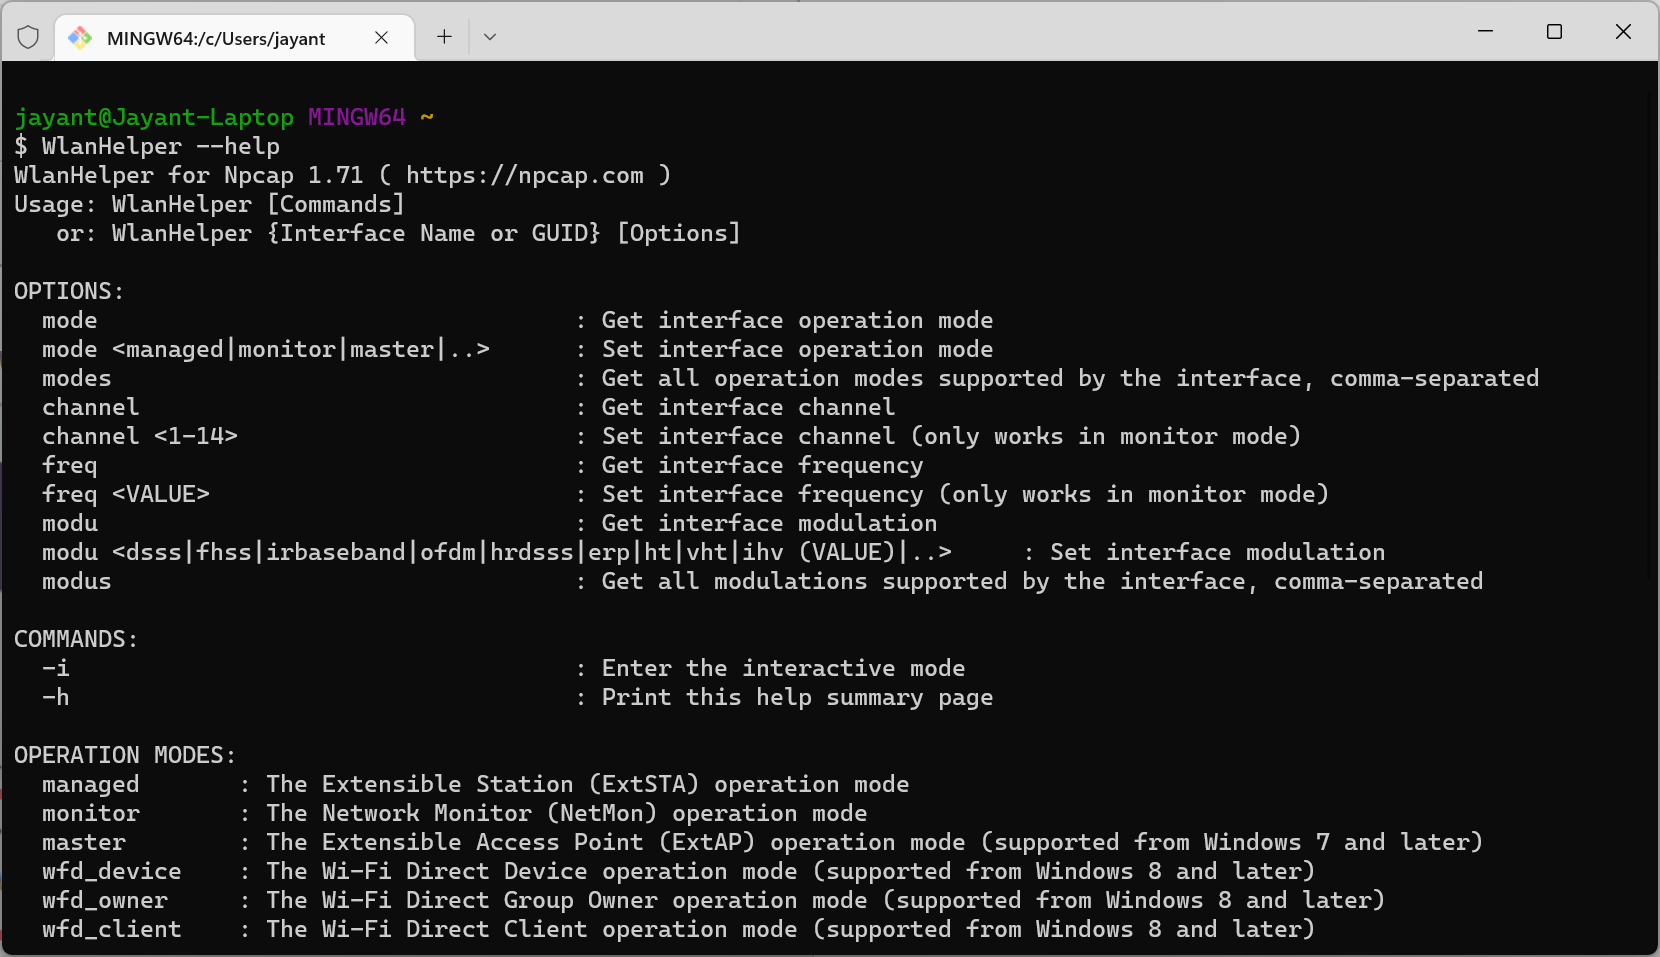 MINGW64:/c/Users/jayant
jayant@Jayant-Laptop MINGW64 ~
$ WlanHelper --help
WlanHelper for Npcap 1.71 ( https://npcap.com )
Usage: WlanHelper [Commands]
   or: WlanHelper {Interface Name or GUID} [Options]

OPTIONS:
  mode                                  : Get interface operation mode
  mode <managed|monitor|master|..>      : Set interface operation mode
  modes                                 : Get all operation modes supported by the interface, comma-separated
  channel                               : Get interface channel
  channel <1-14>                        : Set interface channel (only works in monitor mode)
  freq                                  : Get interface frequency
  freq <VALUE>                          : Set interface frequency (only works in monitor mode)
  modu                                  : Get interface modulation
  modu <dsss|fhss|irbaseband|ofdm|hrdsss|erp|ht|vht|ihv (VALUE)|..>     : Set interface modulation
  modus                                 : Get all modulations supported by the interface, comma-separated

COMMANDS:
  -i                                    : Enter the interactive mode
  -h                                    : Print this help summary page

OPERATION MODES:
  managed       : The Extensible Station (ExtSTA) operation mode
  monitor       : The Network Monitor (NetMon) operation mode
  master        : The Extensible Access Point (ExtAP) operation mode (supported from Windows 7 and later)
  wfd_device    : The Wi-Fi Direct Device operation mode (supported from Windows 8 and later)
  wfd_owner     : The Wi-Fi Direct Group Owner operation mode (supported from Windows 8 and later)
  wfd_client    : The Wi-Fi Direct Client operation mode (supported from Windows 8 and later)